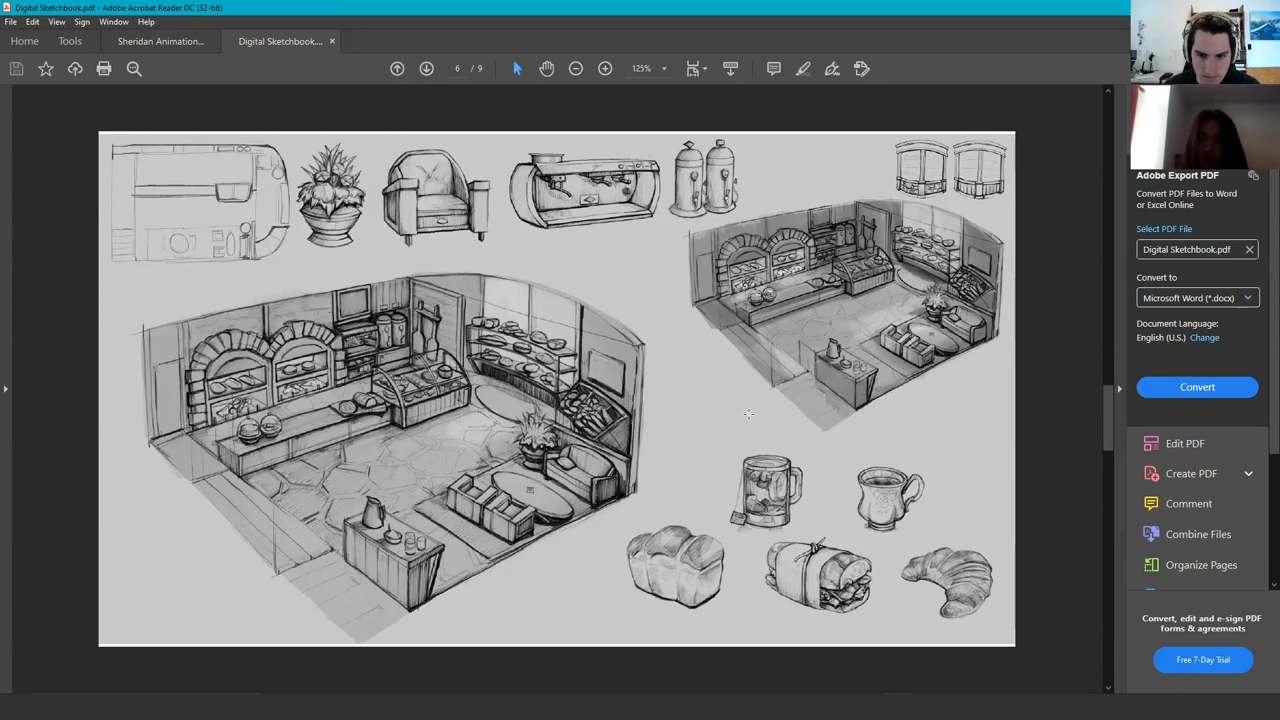 Digital Sketchbook.pdf - Adobe Acrobat Reader DC (32-bit)
File Edit View Sign Window Help
Home Tools Sheridan Animation... Digital Sketchbook....
6 / 9 125%
Adobe Export PDF
Convert PDF Files to Word
or Excel Online
Select PDF File
Digital Sketchbook.pdf
Convert to
Microsoft Word (*.docx)
Document Language:
English (U.S.) Change
Convert
Edit PDF
Create PDF
Comment
Combine Files
Organize Pages
Convert, edit and e-sign PDF
forms & agreements
Free 7-Day Trial